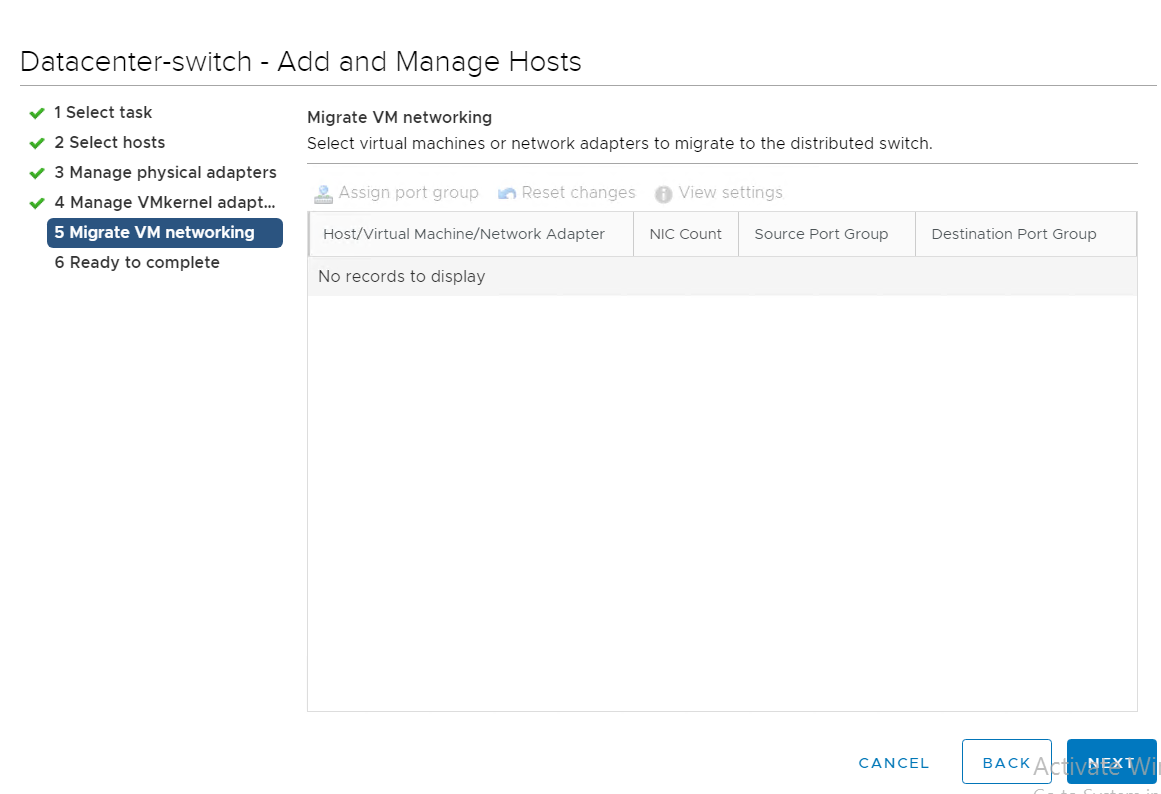 Datacenter-switch - Add and Manage Hosts
1 Select task
2 Select hosts
3 Manage physical adapters
4 Manage VMkernel adapt...
5 Migrate VM networking
6 Ready to complete
Migrate VM networking
Select virtual machines or network adapters to migrate to the distributed switch.
Assign port group Reset changes View settings
Host/Virtual Machine/Network Adapter NIC Count Source Port Group Destination Port Group
No records to display
CANCEL BACK NEXT
Activate Wi
Go to System in